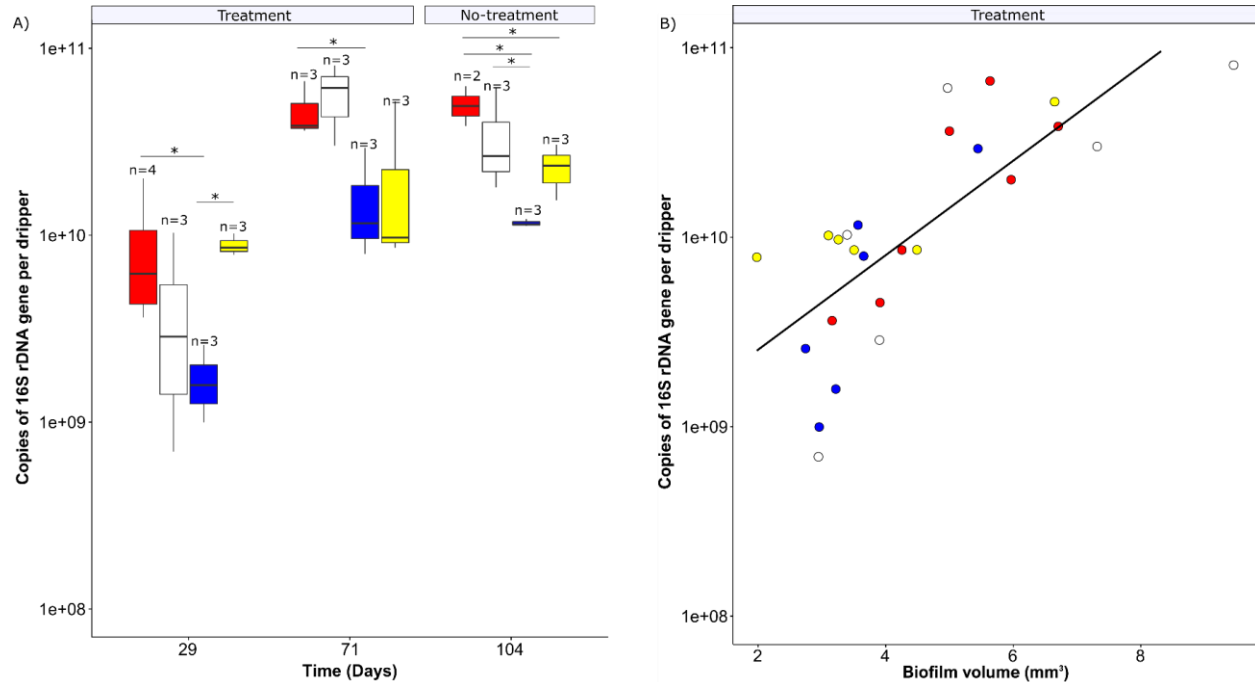 A)
Treatment
No-treatment
Copies of 16S rDNA gene per dripper
1e+11
1e+10
1e+09
1e+08
n=4
n=3
n=3
n=3
*
*
n=3
n=3
n=3
n=3
*
n=2
n=3
n=3
n=3
*
*
*
29
71
104
Time (Days)
B)
Treatment
Copies of 16S rDNA gene per dripper
1e+11
1e+10
1e+09
1e+08
2
4
6
8
Biofilm volume (mm³)